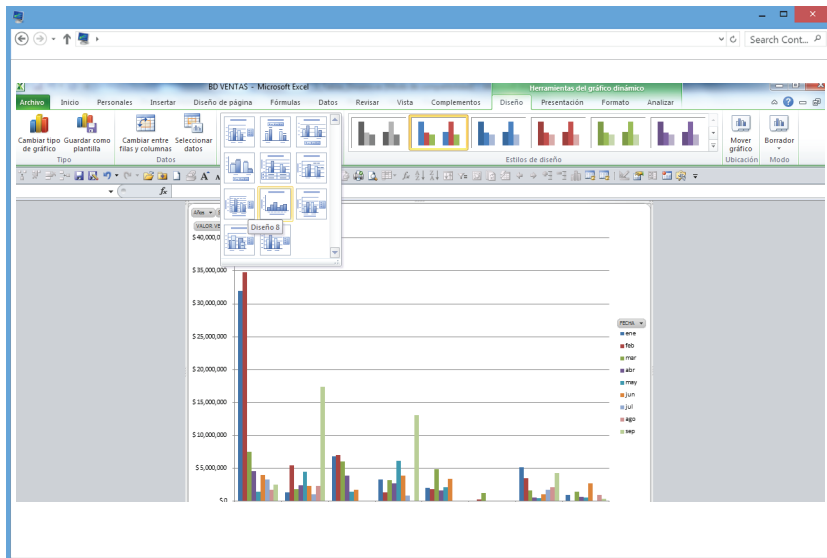 Search Cont...
BD VENTAS - Microsoft Excel
Herramientas del gráfico dinámico
Archivo Inicio Personales Insertar Diseño de página Fórmulas Datos Revisar Vista Complementos Diseño Presentación Formato Analizar
Cambiar tipo de gráfico
Guardar como plantilla
Cambiar entre filas y columnas
Seleccionar datos
Mover gráfico
Borrador
Tipo Datos Estilos de diseño Ubicación Modo
fx
Años
VALOR VE
Diseño 8
$ 40,000,000
$ 35,000,000
$ 30,000,000
$ 25,000,000
$ 20,000,000
$ 15,000,000
$ 10,000,000
$ 5,000,000
$ 0
FECHA
ene
feb
mar
abr
may
jun
jul
ago
sep